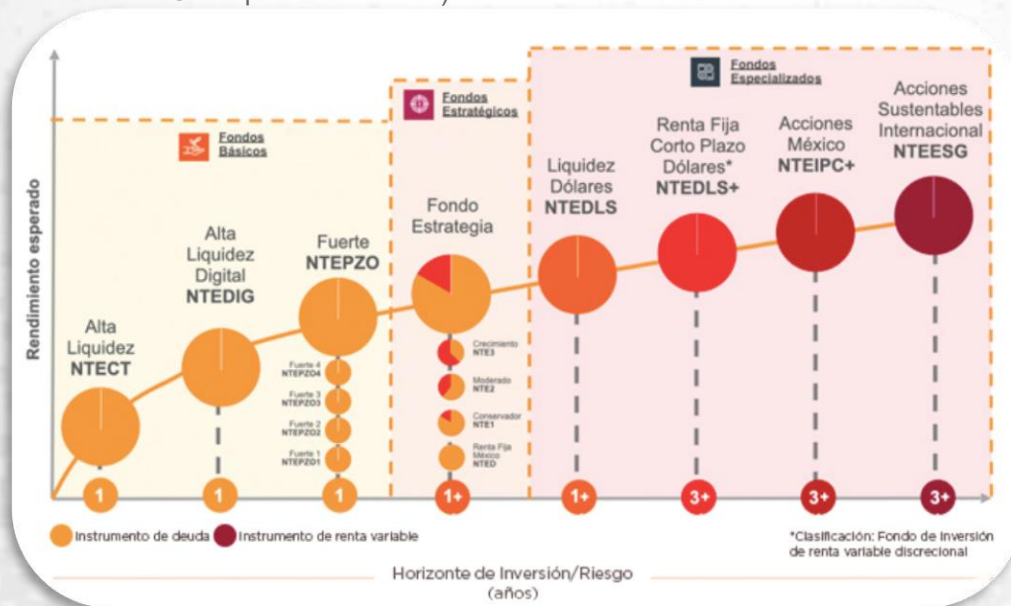 Rendimiento esperado
Fondos
Básicos
Alta
Liquidez
NTECT
Alta
Liquidez
Digital
NTEDIG
Fuerte
NTEPZO
Fuerte 4
NTEPZO4
Fuerte 3
NTEPZO3
Fuerte 2
NTEPZO2
Fuerte 1
NTEPZO1
Fondos
Estratégicos
Fondo
Estrategia
Crecimiento
NTE3
Moderado
NTE2
Conservador
NTE1
Renta Fija
México
NTED
Fondos
Especializados
Liquidez
Dólares
NTEDLS
Renta Fija
Corto Plazo
Dólares*
NTEDLS+
Acciones
México
NTEIPC+
Acciones
Sustentables
Internacional
NTEESG
1
1
1
1+
1+
3+
3+
3+
Instrumento de deuda
Instrumento de renta variable
*Clasificación: Fondo de Inversión
de renta variable discrecional
Horizonte de Inversión/Riesgo
(años)